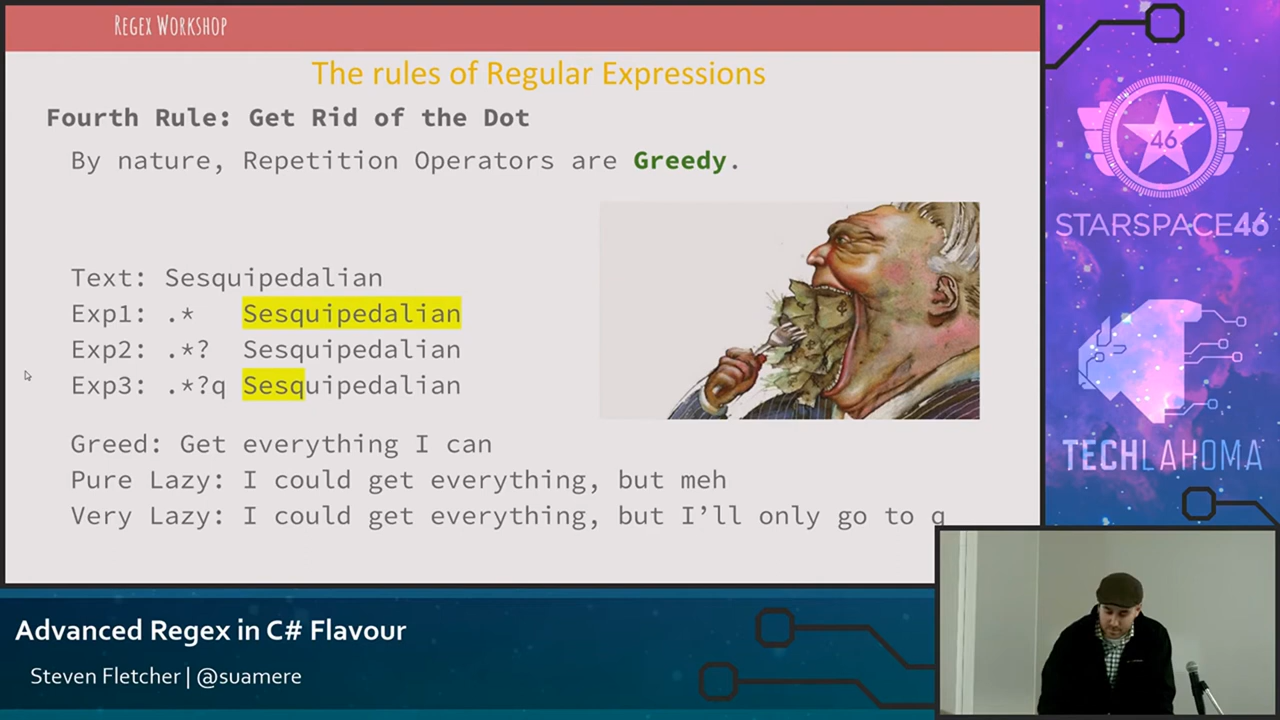 Regex Workshop
The rules of Regular Expressions
Fourth Rule: Get Rid of the Dot
By nature, Repetition Operators are Greedy.
Text: Sesquipedalian
Exp1: .* Sesquipedalian
Exp2: .*? Sesquipedalian
Exp3: .*?q Sesquipedalian
Greed: Get everything I can
Pure Lazy: I could get everything, but meh
Very Lazy: I could get everything, but I’ll only go to q
46
STARSPACE46
TECHLAHOMA
Advanced Regex in C# Flavour
Steven Fletcher | @suamere